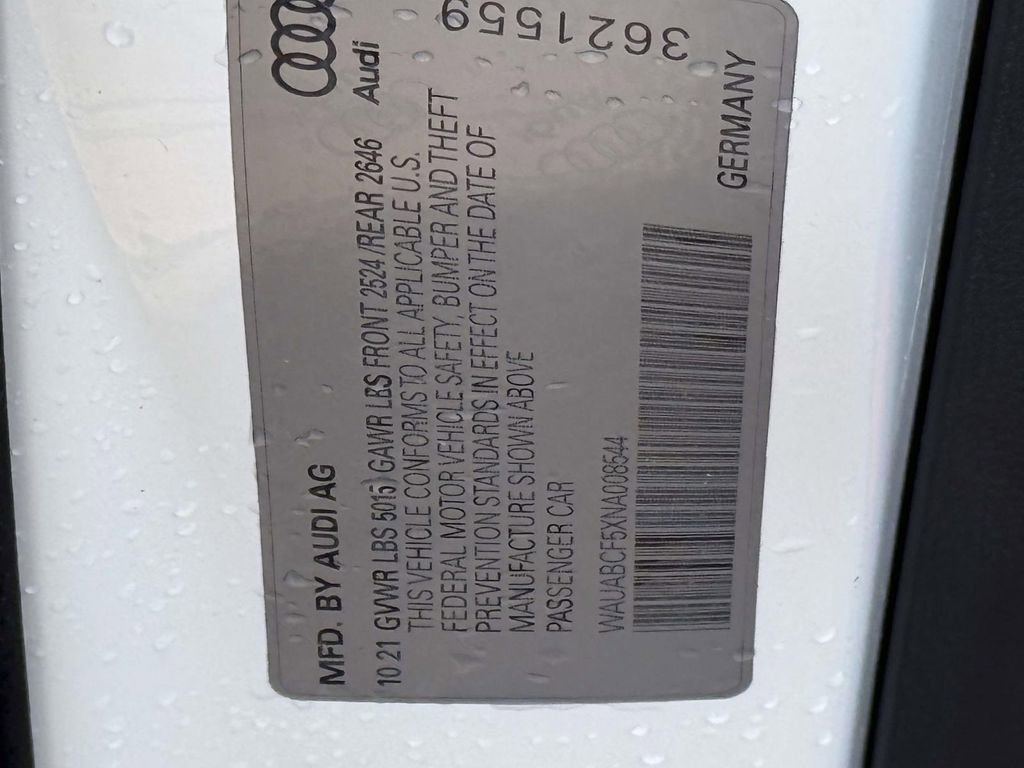 MFD. BY AUDI AG
Audi
10 21 GVWR LBS 5015 GAWR LBS FRONT 2524 /REAR 2646
THIS VEHICLE CONFORMS TO ALL APPLICABLE U.S.
FEDERAL MOTOR VEHICLE SAFETY, BUMPER AND THEFT
PREVENTION STANDARDS IN EFFECT ON THE DATE OF
MANUFACTURE SHOWN ABOVE
PASSENGER CAR
WAUABCF5XNA008544
GERMANY
3621559